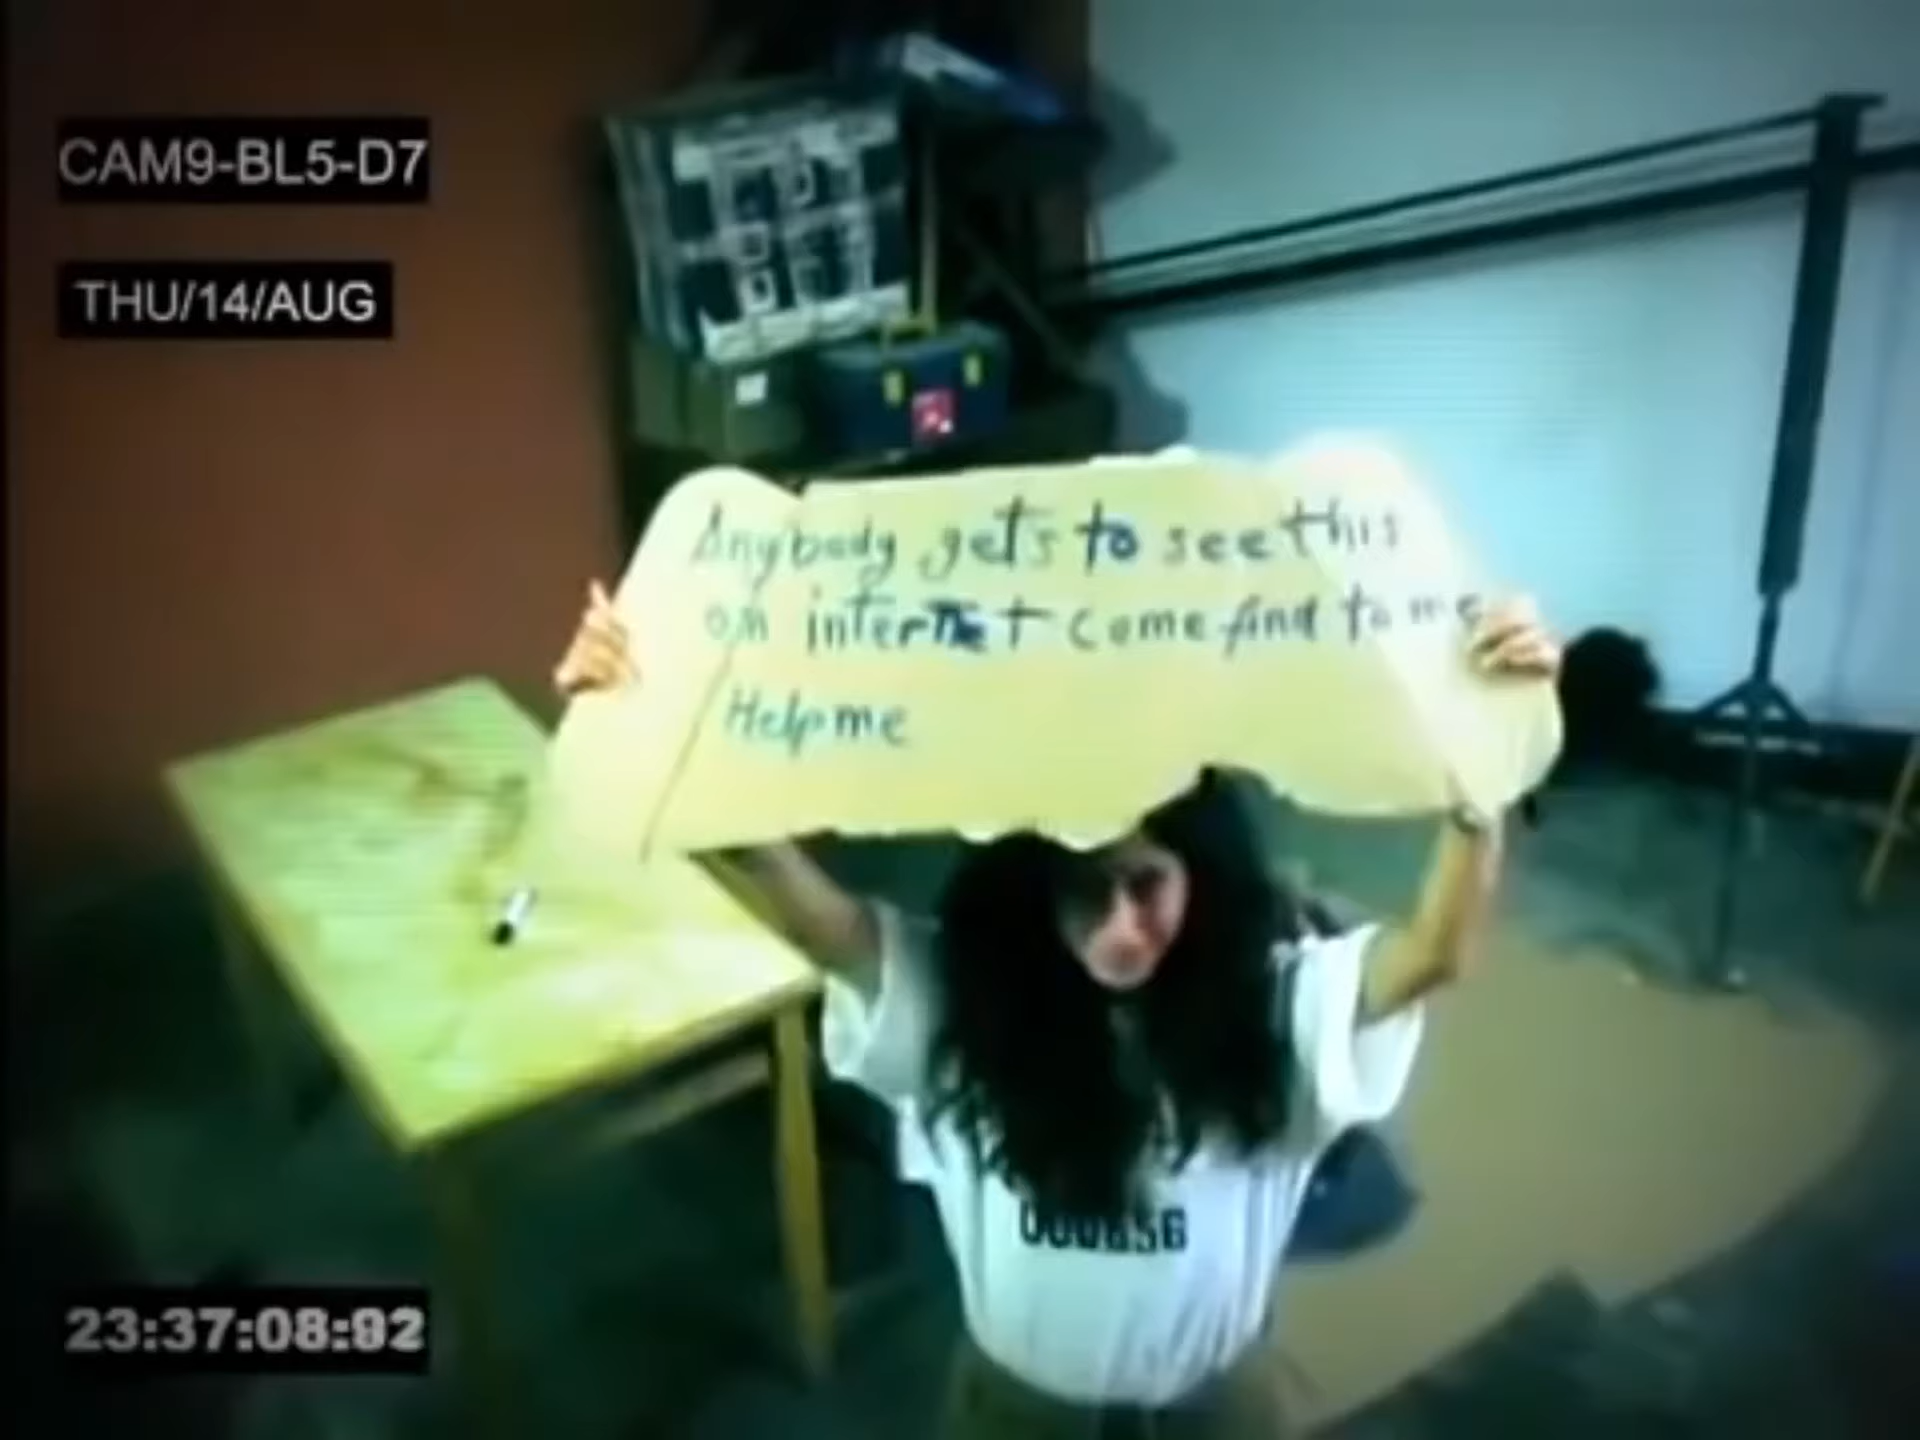 CAM9-BL5-D7
THU/14/AUG
Anybody gets to see this
on internet come find to me
Help me
000856
23:37:08:92